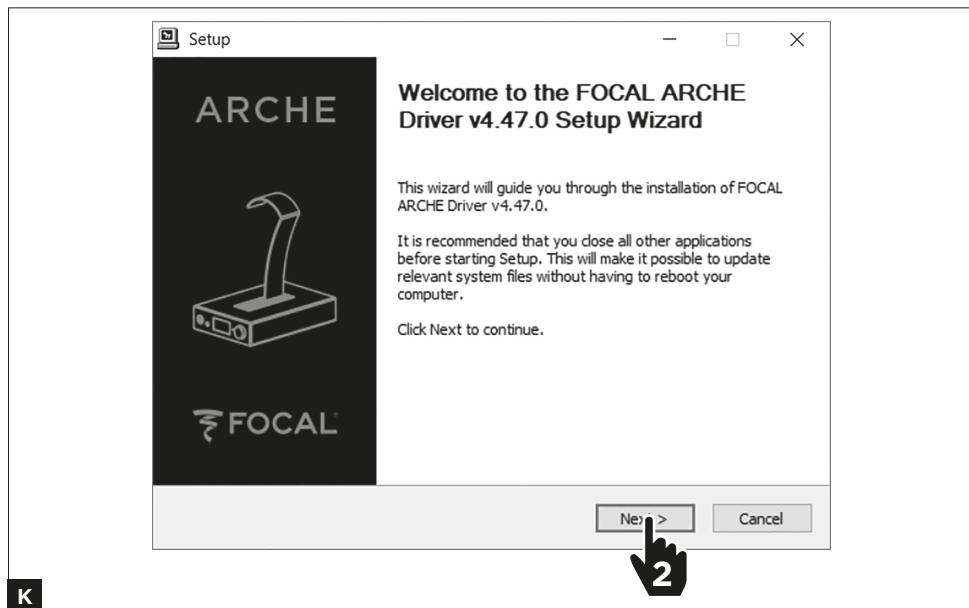 Setup
ARCHE
FOCAL
Welcome to the FOCAL ARCHE
Driver v4.47.0 Setup Wizard
This wizard will guide you through the installation of FOCAL
ARCHE Driver v4.47.0.
It is recommended that you close all other applications
before starting Setup. This will make it possible to update
relevant system files without having to reboot your
computer.
Click Next to continue.
Next >
Cancel
2
K